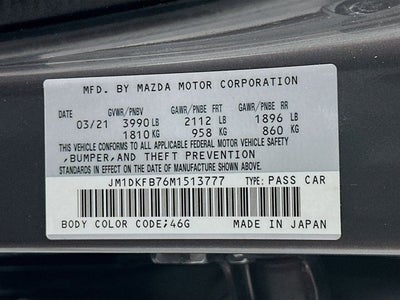 MFD. BY MAZDA MOTOR CORPORATION
DATE GVWR/PNBV GAWR/PNBE FRT GAWR/PNBE RR
03/21 3990 LB 2112 LB 1896 LB
1810 KG 958 KG 860 KG
THIS VEHICLE CONFORMS TO ALL APPLICABLE FEDERAL MOTOR VEHICLE SAFETY
,BUMPER,AND THEFT PREVENTION
STANDARDS IN EFFECT ON THE DATE OF MANUFACTURE SHOWN ABOVE.
JM1DKFB76M1513777 TYPE: PASS CAR
BODY COLOR CODE;46G MADE IN JAPAN